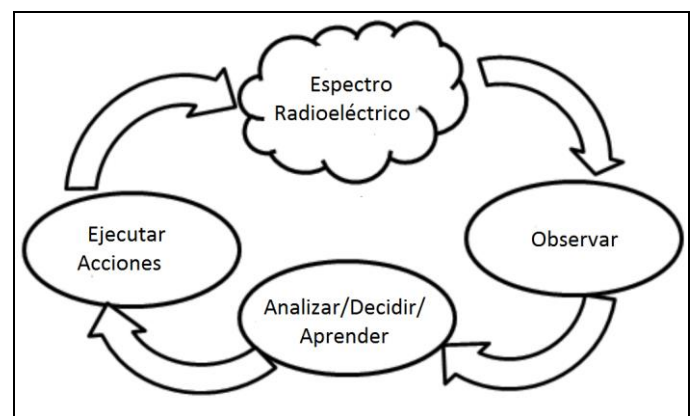 Espectro
Radioeléctrico
Observar
Analizar/Decidir/
Aprender
Ejecutar
Acciones